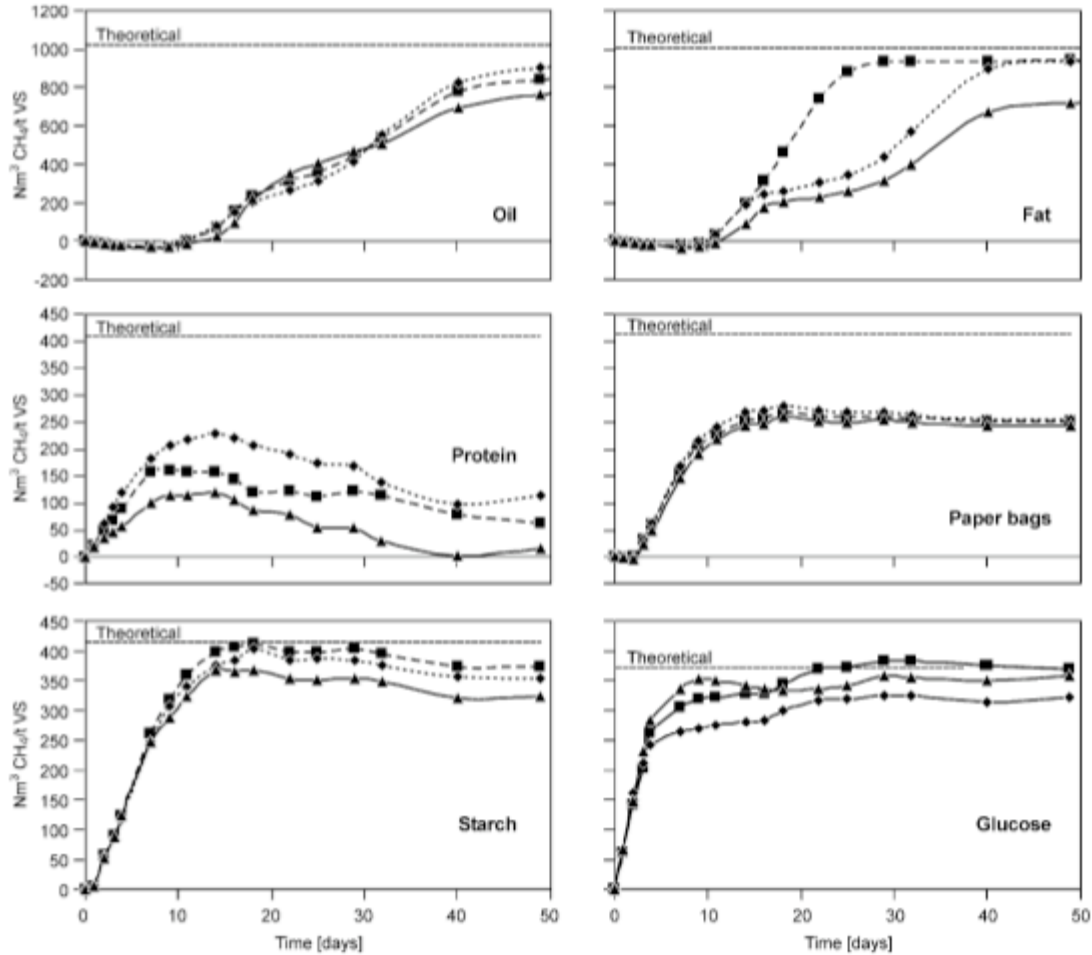 1200
1000
800
600
400
200
0
-200
Nm³ CH₄/t VS
Theoretical
Oil
Theoretical
Fat
450
400
350
300
250
200
150
100
50
0
-50
Nm³ CH₄/t VS
Theoretical
Protein
Theoretical
Paper bags
450
400
350
300
250
200
150
100
50
0
Nm³ CH₄/t VS
Theoretical
Starch
0 10 20 30 40 50
Time [days]
Theoretical
Glucose
0 10 20 30 40 50
Time [days]